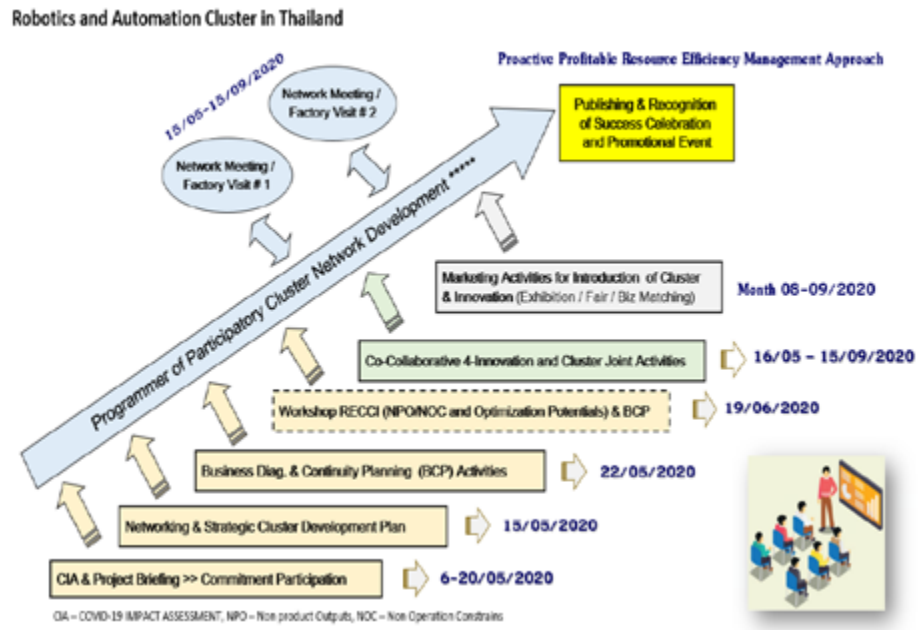 Robotics and Automation Cluster in Thailand
Proactive Profitable Resource Efficiency Management Approach
15/05-15/09/2020
Network Meeting /
Factory Visit # 2
Publishing & Recognition
of Success Celebration
and Promotional Event
Network Meeting /
Factory Visit # 1
Programmer of Participatory Cluster Network Development *****
Marketing Activities for Introduction of Cluster
& Innovation (Exhibition / Fair / Biz Matching)
Month 08-09/2020
Co-Collaborative 4-Innovation and Cluster Joint Activities
16/05 - 15/09/2020
Workshop RECCI (NPO/NOC and Optimization Potentials) & BCP
19/06/2020
Business Diag. & Continuity Planning (BCP) Activities
22/05/2020
Networking & Strategic Cluster Development Plan
15/05/2020
CIA & Project Briefing >> Commitment Participation
6-20/05/2020
CIA – COVID-19 IMPACT ASSESSMENT, NPO – Non product Outputs, NOC – Non Operation Constrains